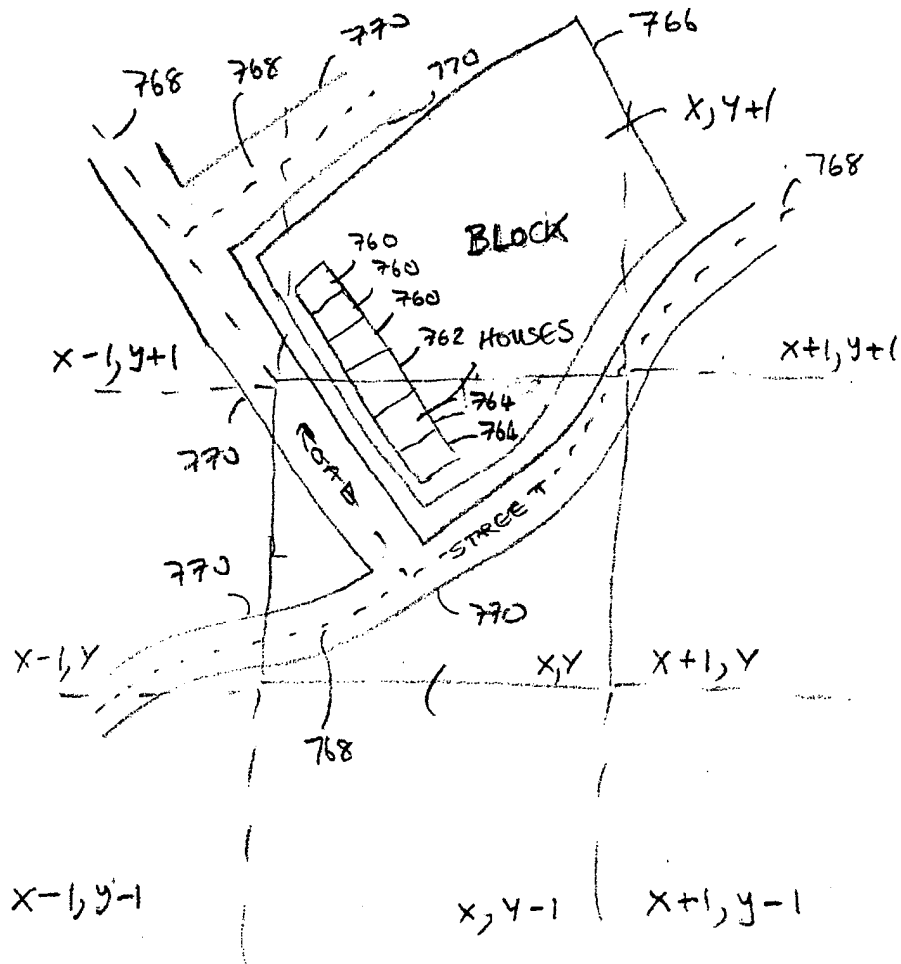 770
766
768
768
770
X, Y+1
768
BLOCK
760
760
760
762 HOUSES
X-1, Y+1
X+1, Y+1
764
764
770
ROAD
STREET
770
770
X-1, Y
X, Y
X+1, Y
768
X-1, Y-1
X, Y-1
X+1, Y-1